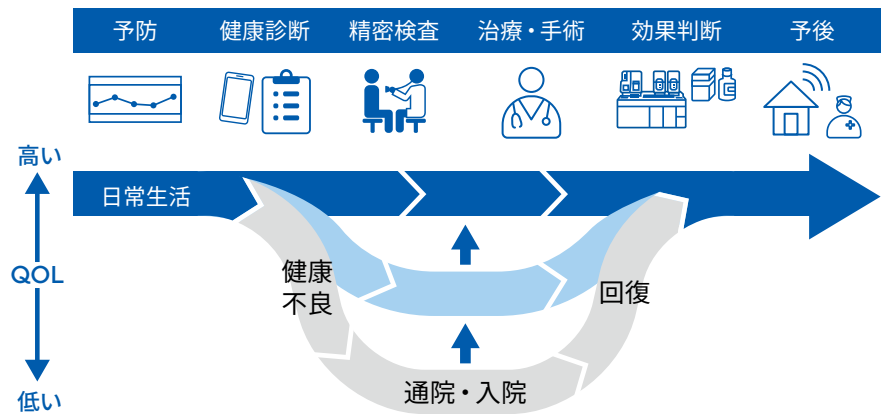 予防
健康診断
精密検査
治療・手術
効果判断
予後
高い
日常生活
QOL
健康
不良
回復
通院・入院
低い